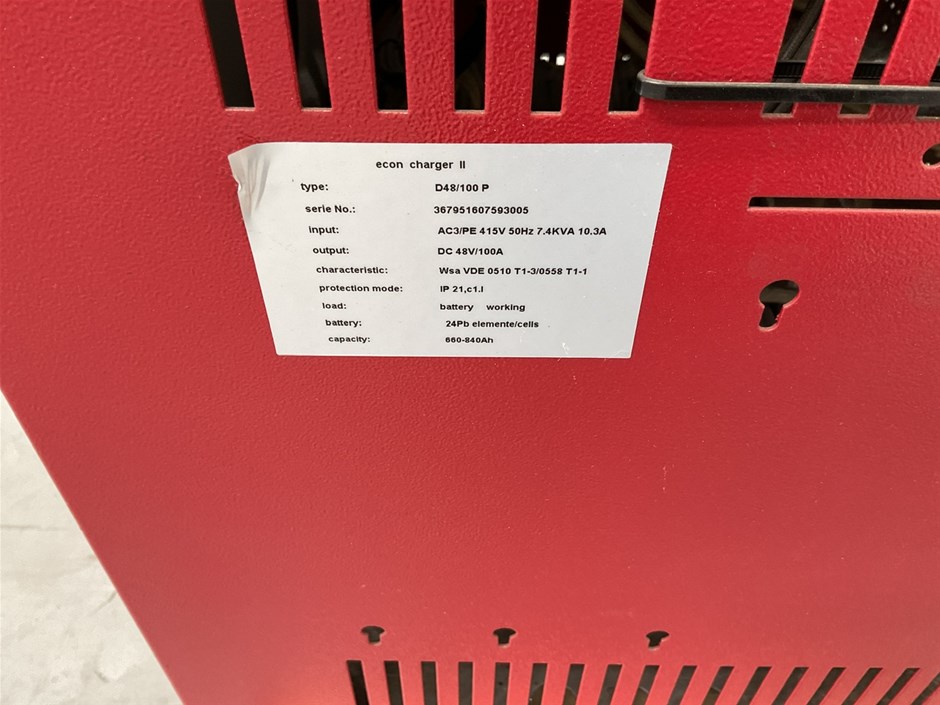 econ charger II
type: D48/100 P
serie No.: 367951607593005
input: AC3/PE 415V 50Hz 7.4KVA 10.3A
output: DC 48V/100A
characteristic: Wsa VDE 0510 T1-3/0558 T1-1
protection mode: IP 21,c1.I
load: battery working
battery: 24Pb elemente/cells
capacity: 660-840Ah